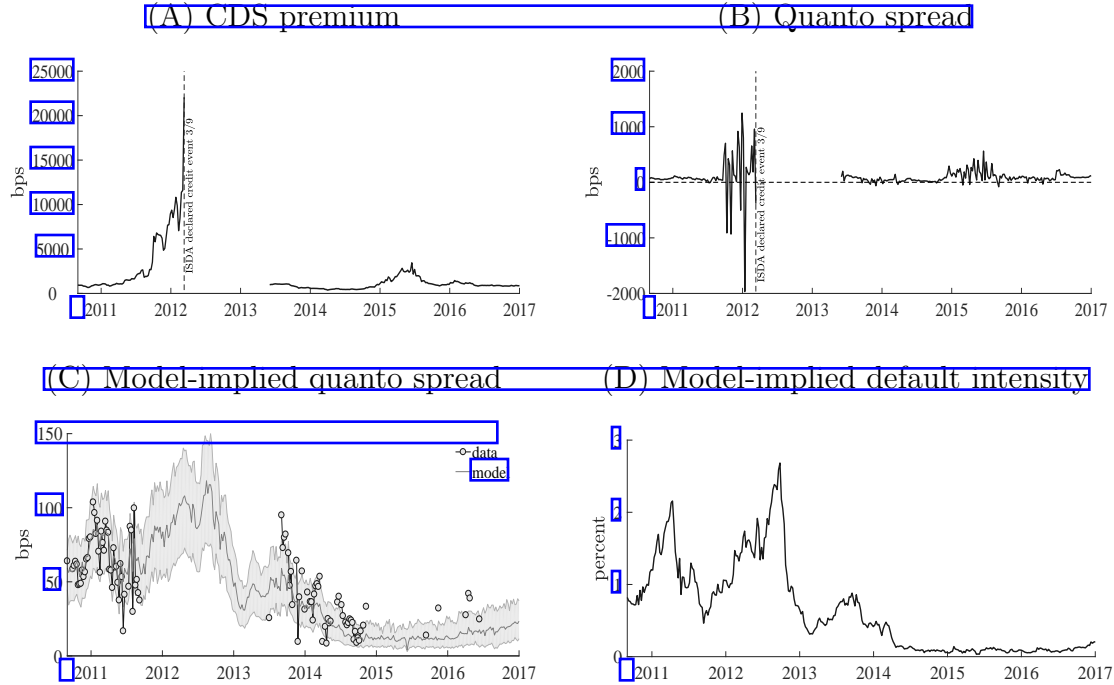 (A) CDS premium (B) Quanto spread
25000
20000
15000
10000
5000
0
bps
ISDA declared credit event 3/9
2011 2012 2013 2014 2015 2016 2017
2000
1000
0
-1000
-2000
bps
ISDA declared credit event 3/9
2011 2012 2013 2014 2015 2016 2017
(C) Model-implied quanto spread (D) Model-implied default intensity
150
100
50
0
bps
data
model
2011 2012 2013 2014 2015 2016 2017
3
2
1
0
percent
2011 2012 2013 2014 2015 2016 2017